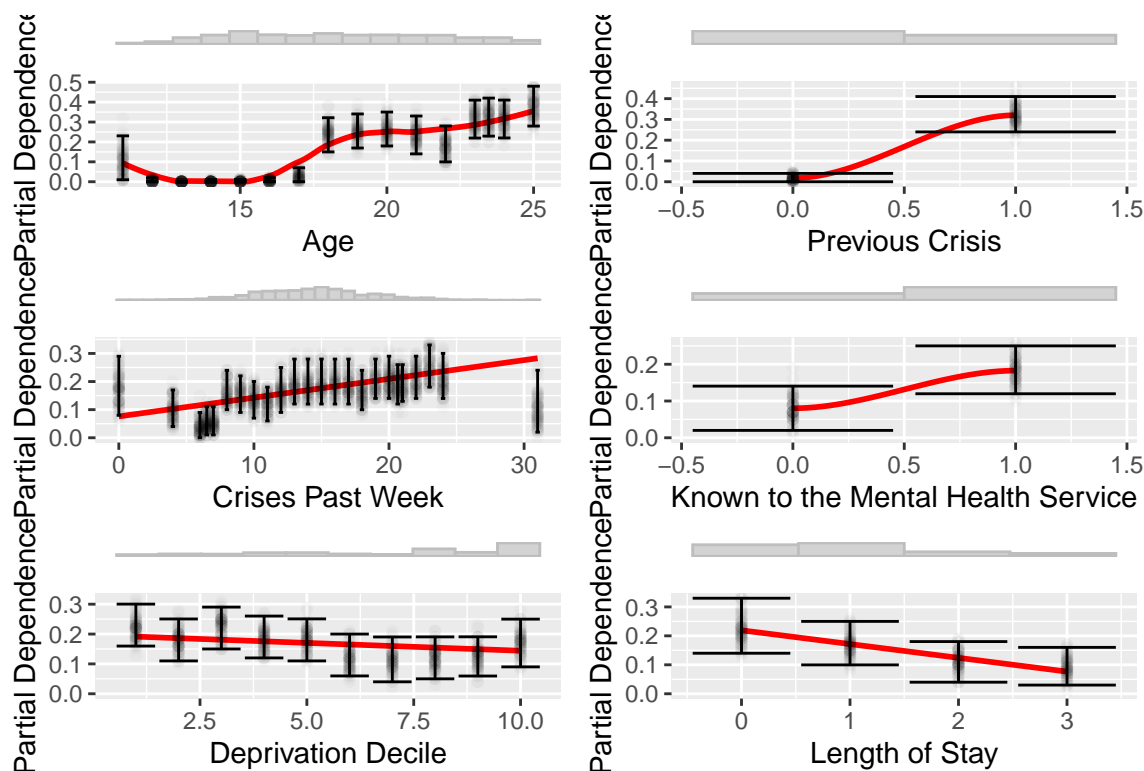 Partial Dependence
0.5
0.4
0.3
0.2
0.1
0.0
15 20 25
Age
Partial Dependence
0.4
0.3
0.2
0.1
0.0
−0.5 0.0 0.5 1.0 1.5
Previous Crisis
Partial Dependence
0.3
0.2
0.1
0.0
0 10 20 30
Crises Past Week
Partial Dependence
0.2
0.1
0.0
−0.5 0.0 0.5 1.0 1.5
Known to the Mental Health Service
Partial Dependence
0.3
0.2
0.1
0.0
2.5 5.0 7.5 10.0
Deprivation Decile
Partial Dependence
0.3
0.2
0.1
0.0
0 1 2 3
Length of Stay